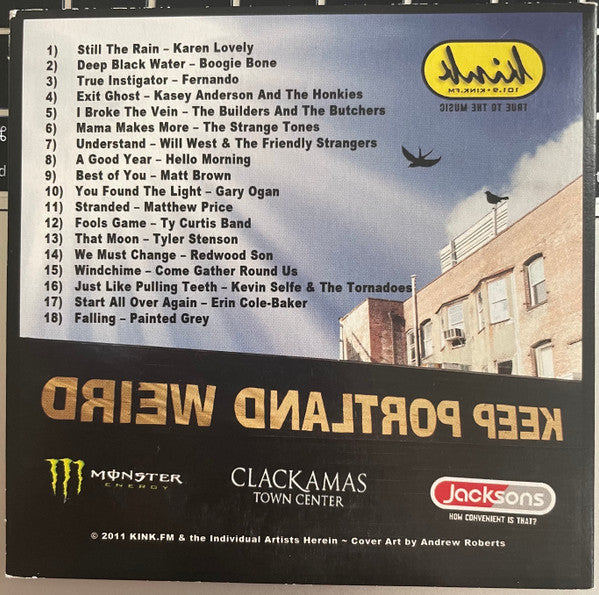 1) Still The Rain – Karen Lovely
2) Deep Black Water – Boogie Bone
3) True Instigator – Fernando
4) Exit Ghost – Kasey Anderson And The Honkies
5) I Broke The Vein – The Builders And The Butchers
6) Mama Makes More – The Strange Tones
7) Understand – Will West & The Friendly Strangers
8) A Good Year – Hello Morning
9) Best of You – Matt Brown
10) You Found The Light – Gary Ogan
11) Stranded – Matthew Price
12) Fools Game – Ty Curtis Band
13) That Moon – Tyler Stenson
14) We Must Change – Redwood Son
15) Windchime – Come Gather Round Us
16) Just Like Pulling Teeth – Kevin Selfe & The Tornadoes
17) Start All Over Again – Erin Cole-Baker
18) Falling – Painted Grey
kink
101.9 • KINK.FM
TRUE TO THE MUSIC
KEEP PORTLAND WEIRD
MONSTER
ENERGY
CLACKAMAS
TOWN CENTER
Jacksons
HOW CONVENIENT IS THAT?
© 2011 KINK.FM & the Individual Artists Herein ~ Cover Art by Andrew Roberts